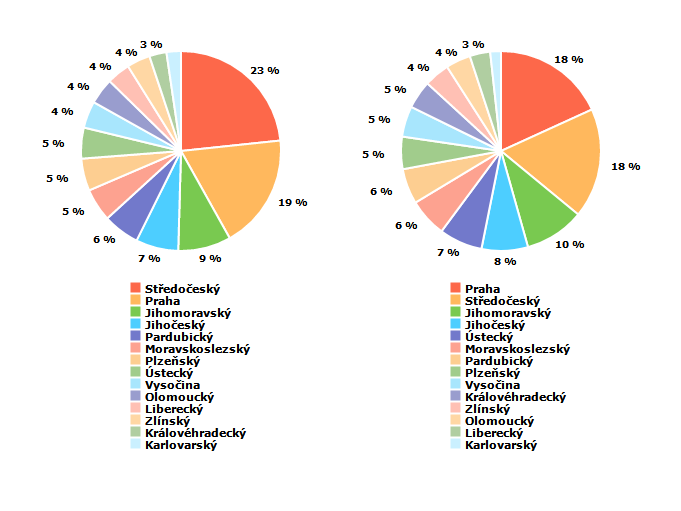 3 %
4 %
4 %
4 %
4 %
5 %
5 %
5 %
6 %
7 %
9 %
19 %
23 %
Středočeský
Praha
Jihomoravský
Jihočeský
Pardubický
Moravskoslezský
Plzeňský
Ústecký
Vysočina
Olomoucký
Liberecký
Zlínský
Královéhradecký
Karlovarský
3 %
4 %
4 %
5 %
5 %
5 %
6 %
6 %
7 %
8 %
10 %
18 %
18 %
Praha
Středočeský
Jihomoravský
Jihočeský
Ústecký
Moravskoslezský
Pardubický
Plzeňský
Vysočina
Královéhradecký
Zlínský
Olomoucký
Liberecký
Karlovarský